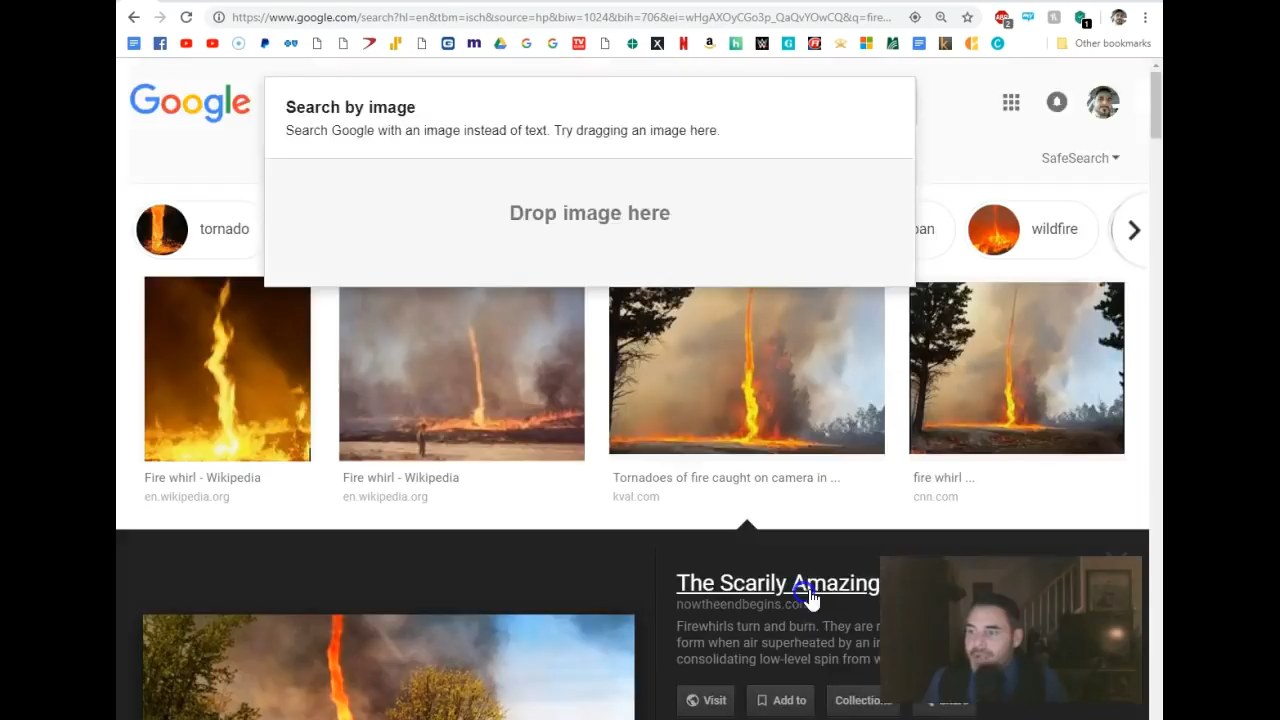 https://www.google.com/search?hl=en&tbm=isch&source=hp&biw=1024&bih=706&ei=wHgAXOyCGo3p_QaQvYOwCQ&q=fire...
Other bookmarks
Google
Search by image
Search Google with an image instead of text. Try dragging an image here.
SafeSearch
Drop image here
tornado
wildfire
Fire whirl - Wikipedia
en.wikipedia.org
Fire whirl - Wikipedia
en.wikipedia.org
Tornadoes of fire caught on camera in ...
kval.com
fire whirl ...
cnn.com
The Scarily Amazing
nowtheendbegins.co
Firewhirls turn and burn. They are
form when air superheated by an
consolidating low-level spin from
Visit
Add to
Collection